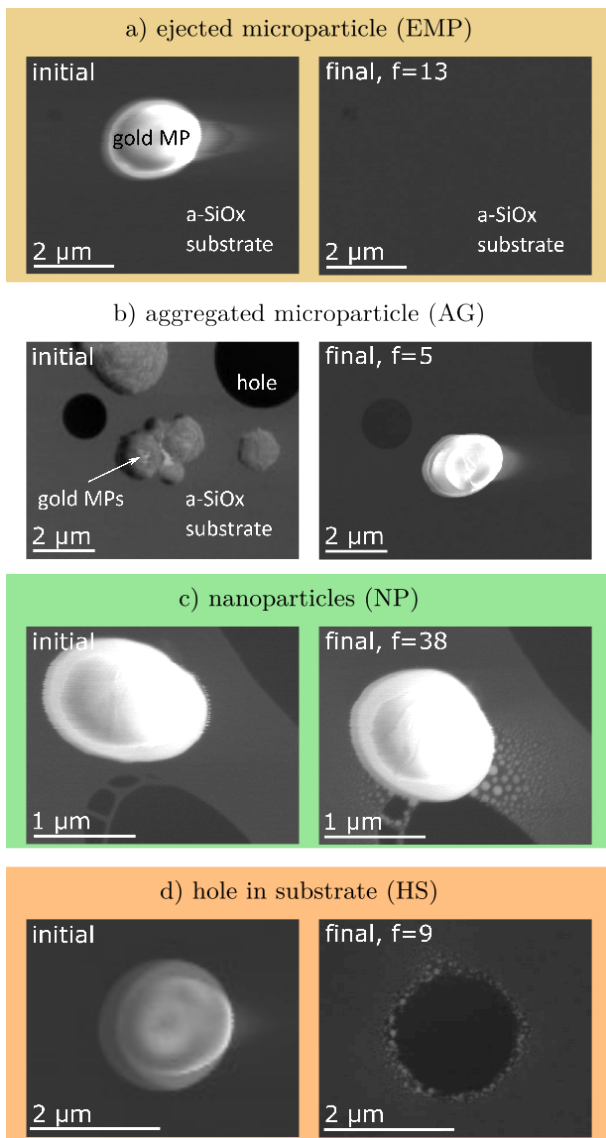 a) ejected microparticle (EMP)
initial
gold MP
a-SiOx
substrate
2 μm
final, f=13
a-SiOx
substrate
2 μm
b) aggregated microparticle (AG)
initial
hole
gold MPs
a-SiOx
substrate
2 μm
final, f=5
2 μm
c) nanoparticles (NP)
initial
1 μm
final, f=38
1 μm
d) hole in substrate (HS)
initial
2 μm
final, f=9
2 μm